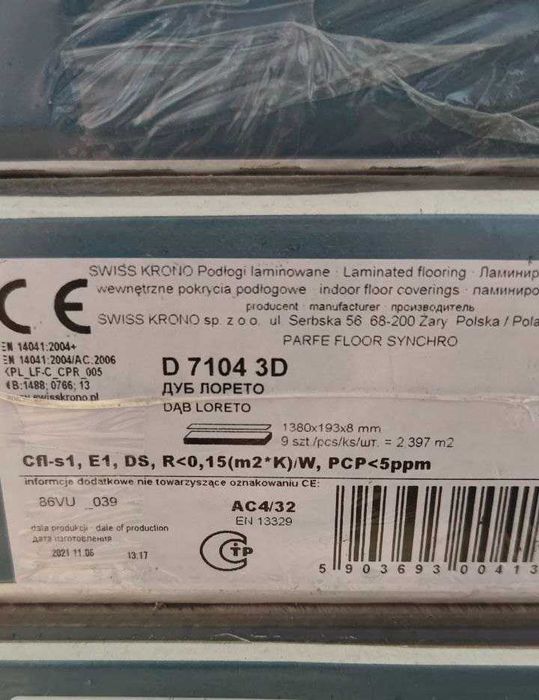 CE
SWISS KRONO Podłogi laminowane · Laminated flooring · Ламинир
wewnętrzne pokrycia podłogowe · indoor floor coverings · ламиниро
producent · manufacturer · производитель
SWISS KRONO sp. z o.o. ul. Serbska 56 68-200 Żary Polska / Pola
PARFE FLOOR SYNCHRO
EN 14041:2004+
EN 14041:2004/AC:2006
KPL_LF-C_CPR_005
NB:1488; 0766; 13
swisskrono.pl
D 7104 3D
ДУБ ЛОРЕТО
DĄB LORETO
1380x193x8 mm
9 szt./pcs/ks/шт. = 2.397 m2
Cfl-s1, E1, DS, R<0,15(m2*K)/W, PCP<5ppm
informcje dodatkowe nie towarzyszące oznakowaniu CE:
86VU _039
AC4/32
EN 13329
data produkcji · date of production
дата изготовления
2021.11.06 13:17
СТР
5 903693 00413